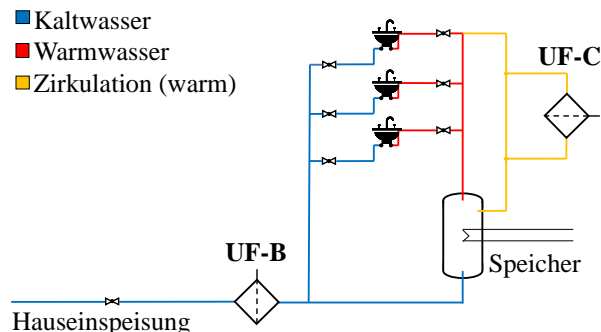 Kaltwasser
Warmwasser
Zirkulation (warm)
UF-C
UF-B
Speicher
Hauseinspeisung